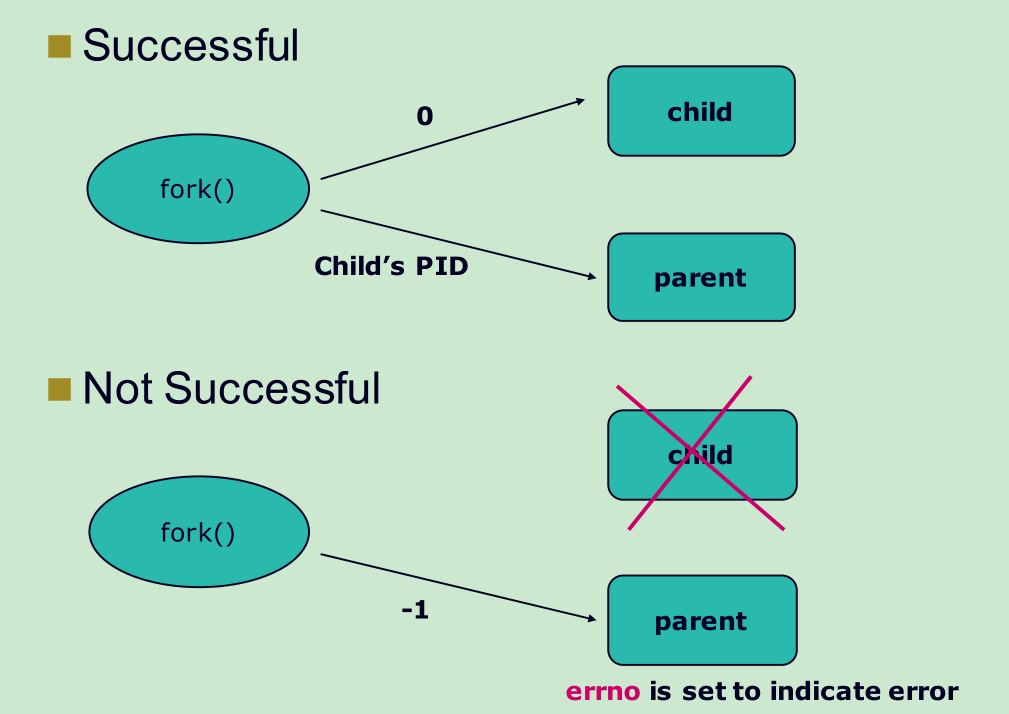 Successful
0
child
fork()
Child’s PID
parent
Not Successful
child
fork()
-1
parent
errno is set to indicate error